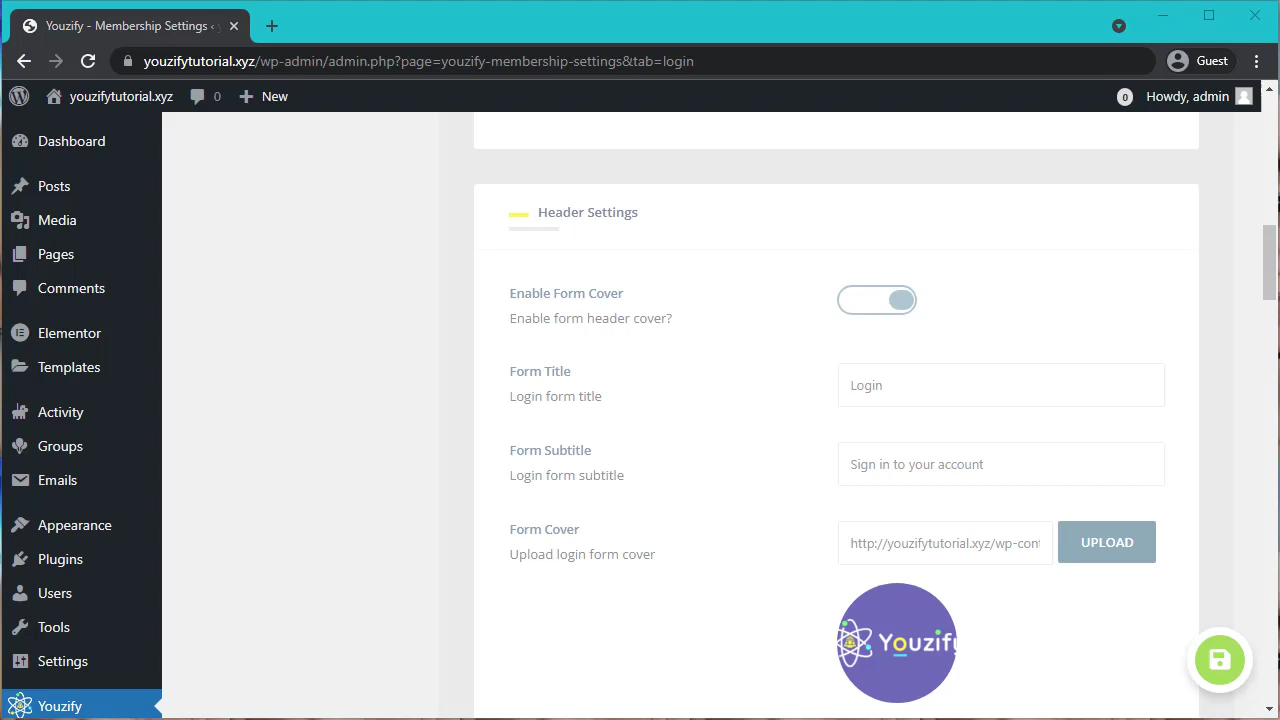 Youzify - Membership Settings ‹
youzifytutorial.xyz/wp-admin/admin.php?page=youzify-membership-settings&tab=login
Guest
youzifytutorial.xyz
0
New
0
Howdy, admin
Dashboard
Posts
Media
Pages
Comments
Elementor
Templates
Activity
Groups
Emails
Appearance
Plugins
Users
Tools
Settings
Youzify
Header Settings
Enable Form Cover
Enable form header cover?
Form Title
Login form title
Login
Form Subtitle
Login form subtitle
Sign in to your account
Form Cover
Upload login form cover
http://youzifytutorial.xyz/wp-cont
UPLOAD
Youzify